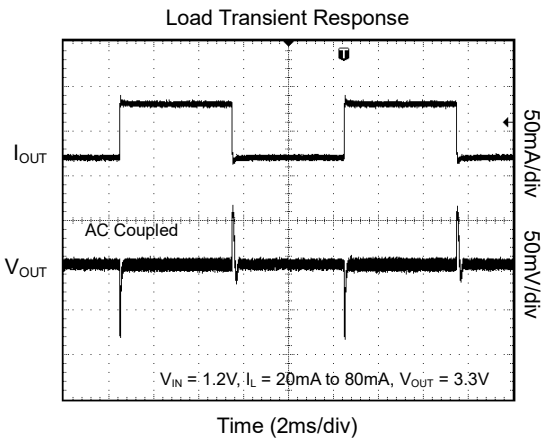 Load Transient Response
T
I_OUT
50mA/div
AC Coupled
V_OUT
50mV/div
V_IN = 1.2V, I_L = 20mA to 80mA, V_OUT = 3.3V
Time (2ms/div)